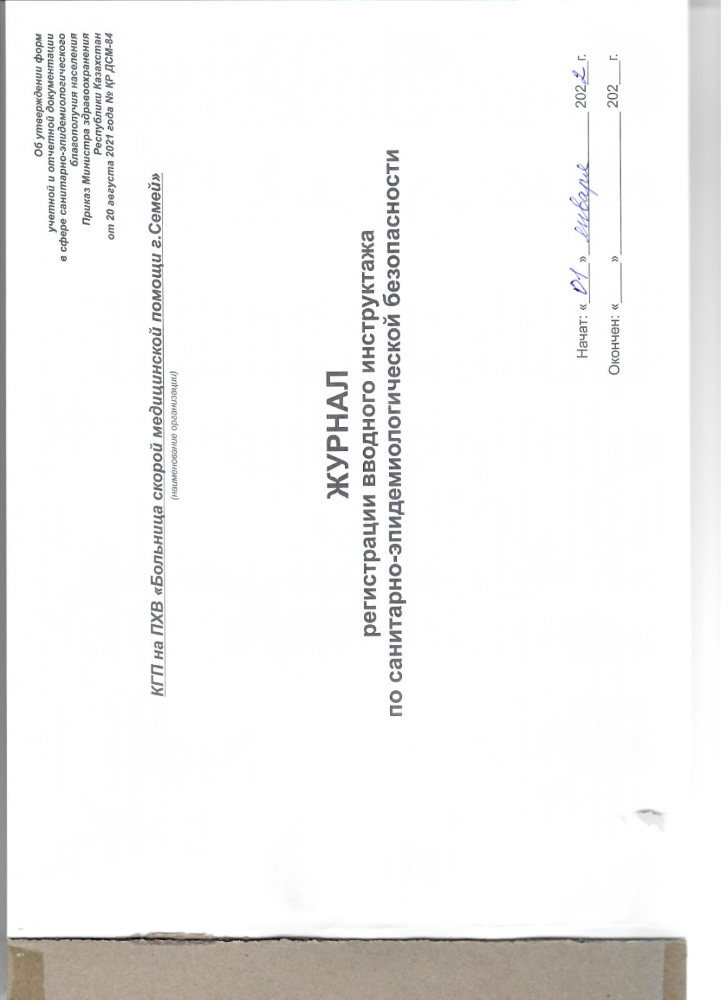 Об утверждении форм
учетной и отчетной документации
в сфере санитарно-эпидемиологического
благополучия населения
Приказ Министра здравоохранения
Республики Казахстан
от 20 августа 2021 года № ҚР ДСМ-84
КГП на ПХВ «Больница скорой медицинской помощи г.Семей»
(наименование организации)
ЖУРНАЛ
регистрации вводного инструктажа
по санитарно-эпидемиологической безопасности
Начат: «01» января 2022 г.
Окончен: «____»________________ 202___г.